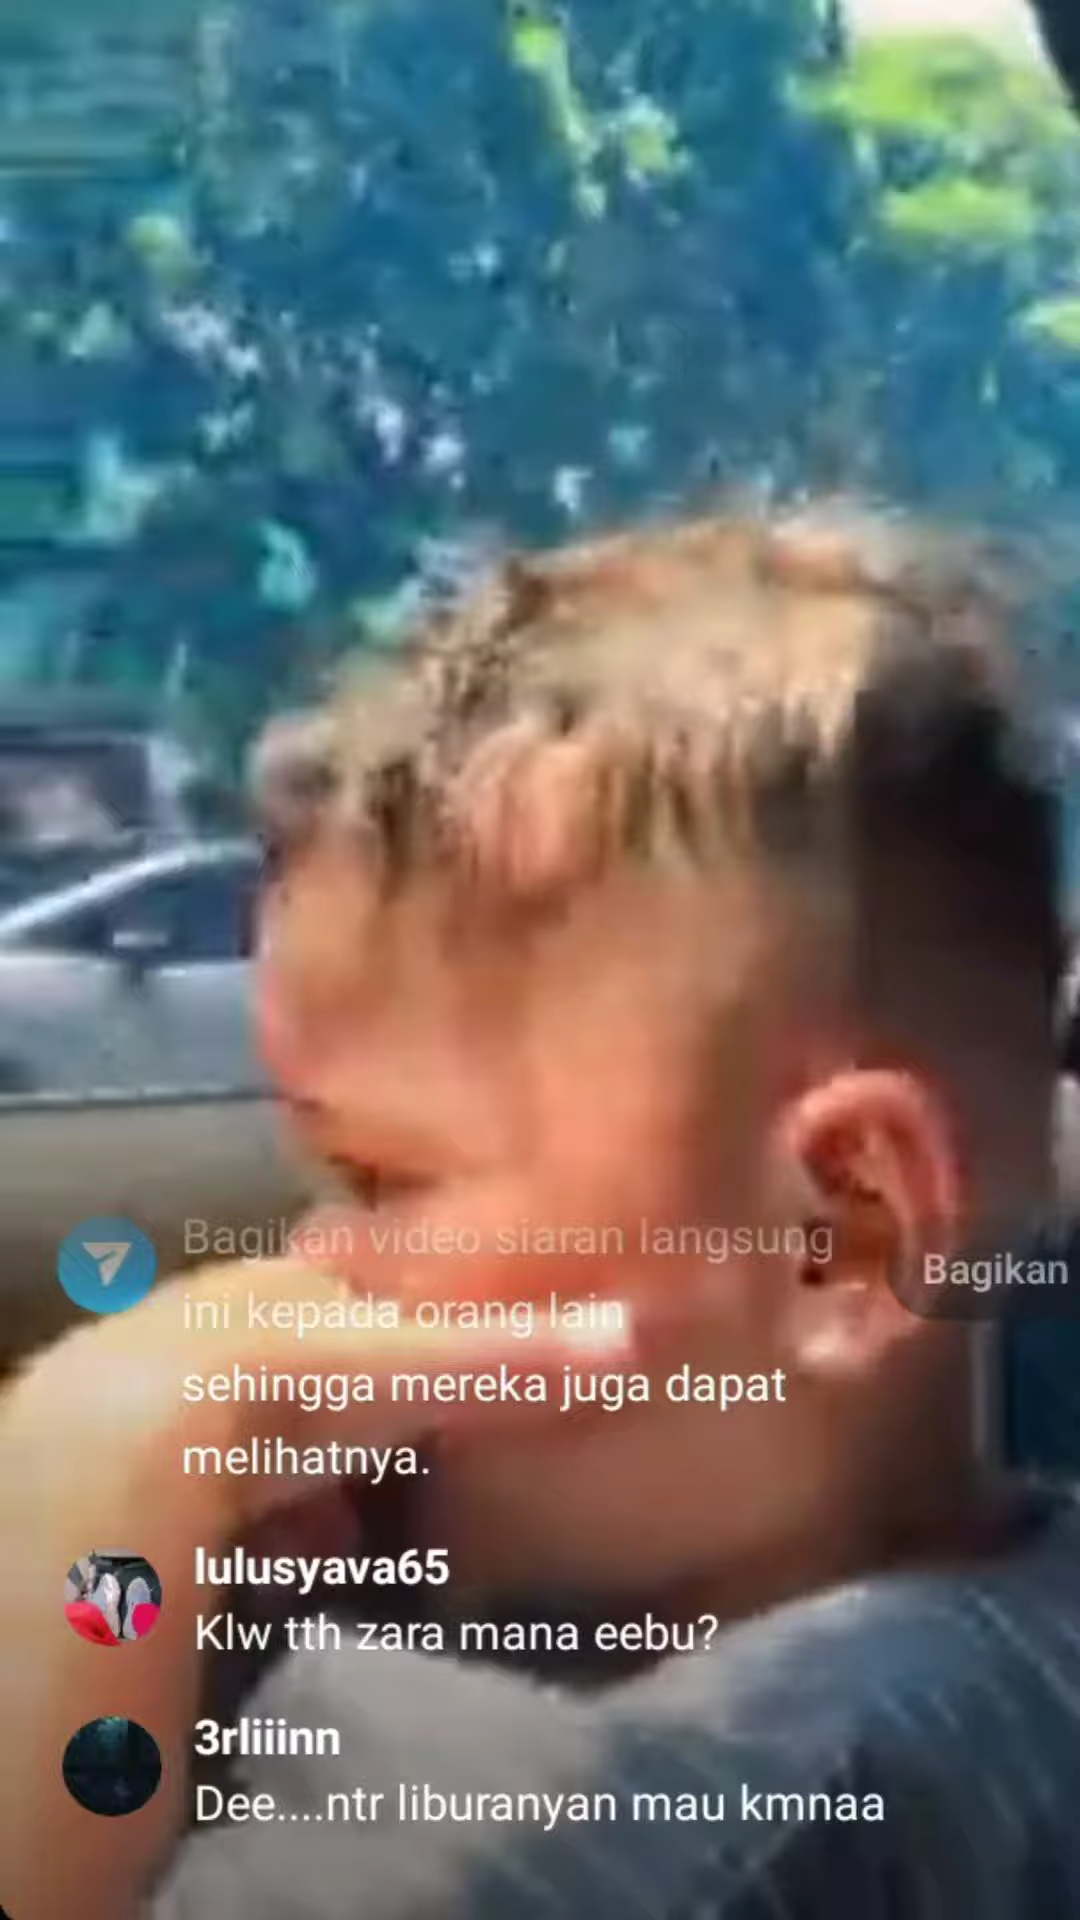 Bagikan video siaran langsung
ini kepada orang lain
sehingga mereka juga dapat
melihatnya.
Bagikan
lulusyava65
Klw tth zara mana eebu?
3rliiinn
Dee....ntr liburanyan mau kmnaa